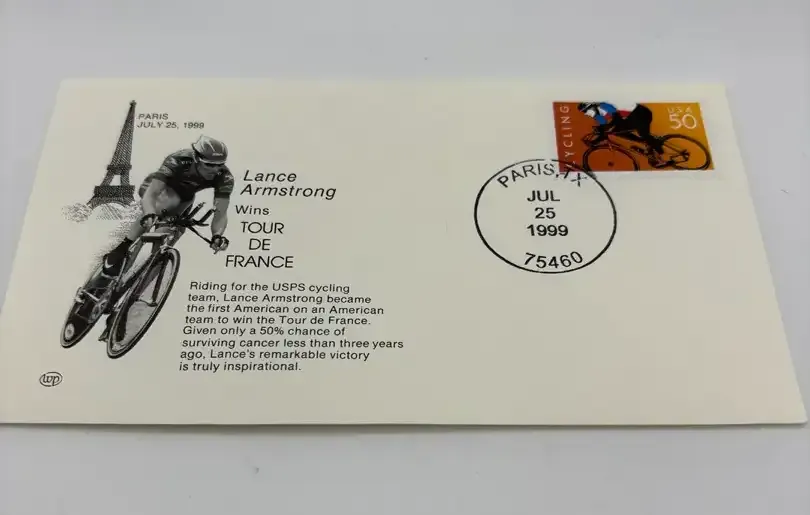 PARIS
JULY 25, 1999
Lance
Armstrong
Wins
TOUR
DE
FRANCE
Riding for the USPS cycling
team, Lance Armstrong became
the first American on an American
team to win the Tour de France.
Given only a 50% chance of
surviving cancer less than three years
ago, Lance's remarkable victory
is truly inspirational.
wp
CYCLING
USA
50
PARIS, TX
JUL
25
1999
75460